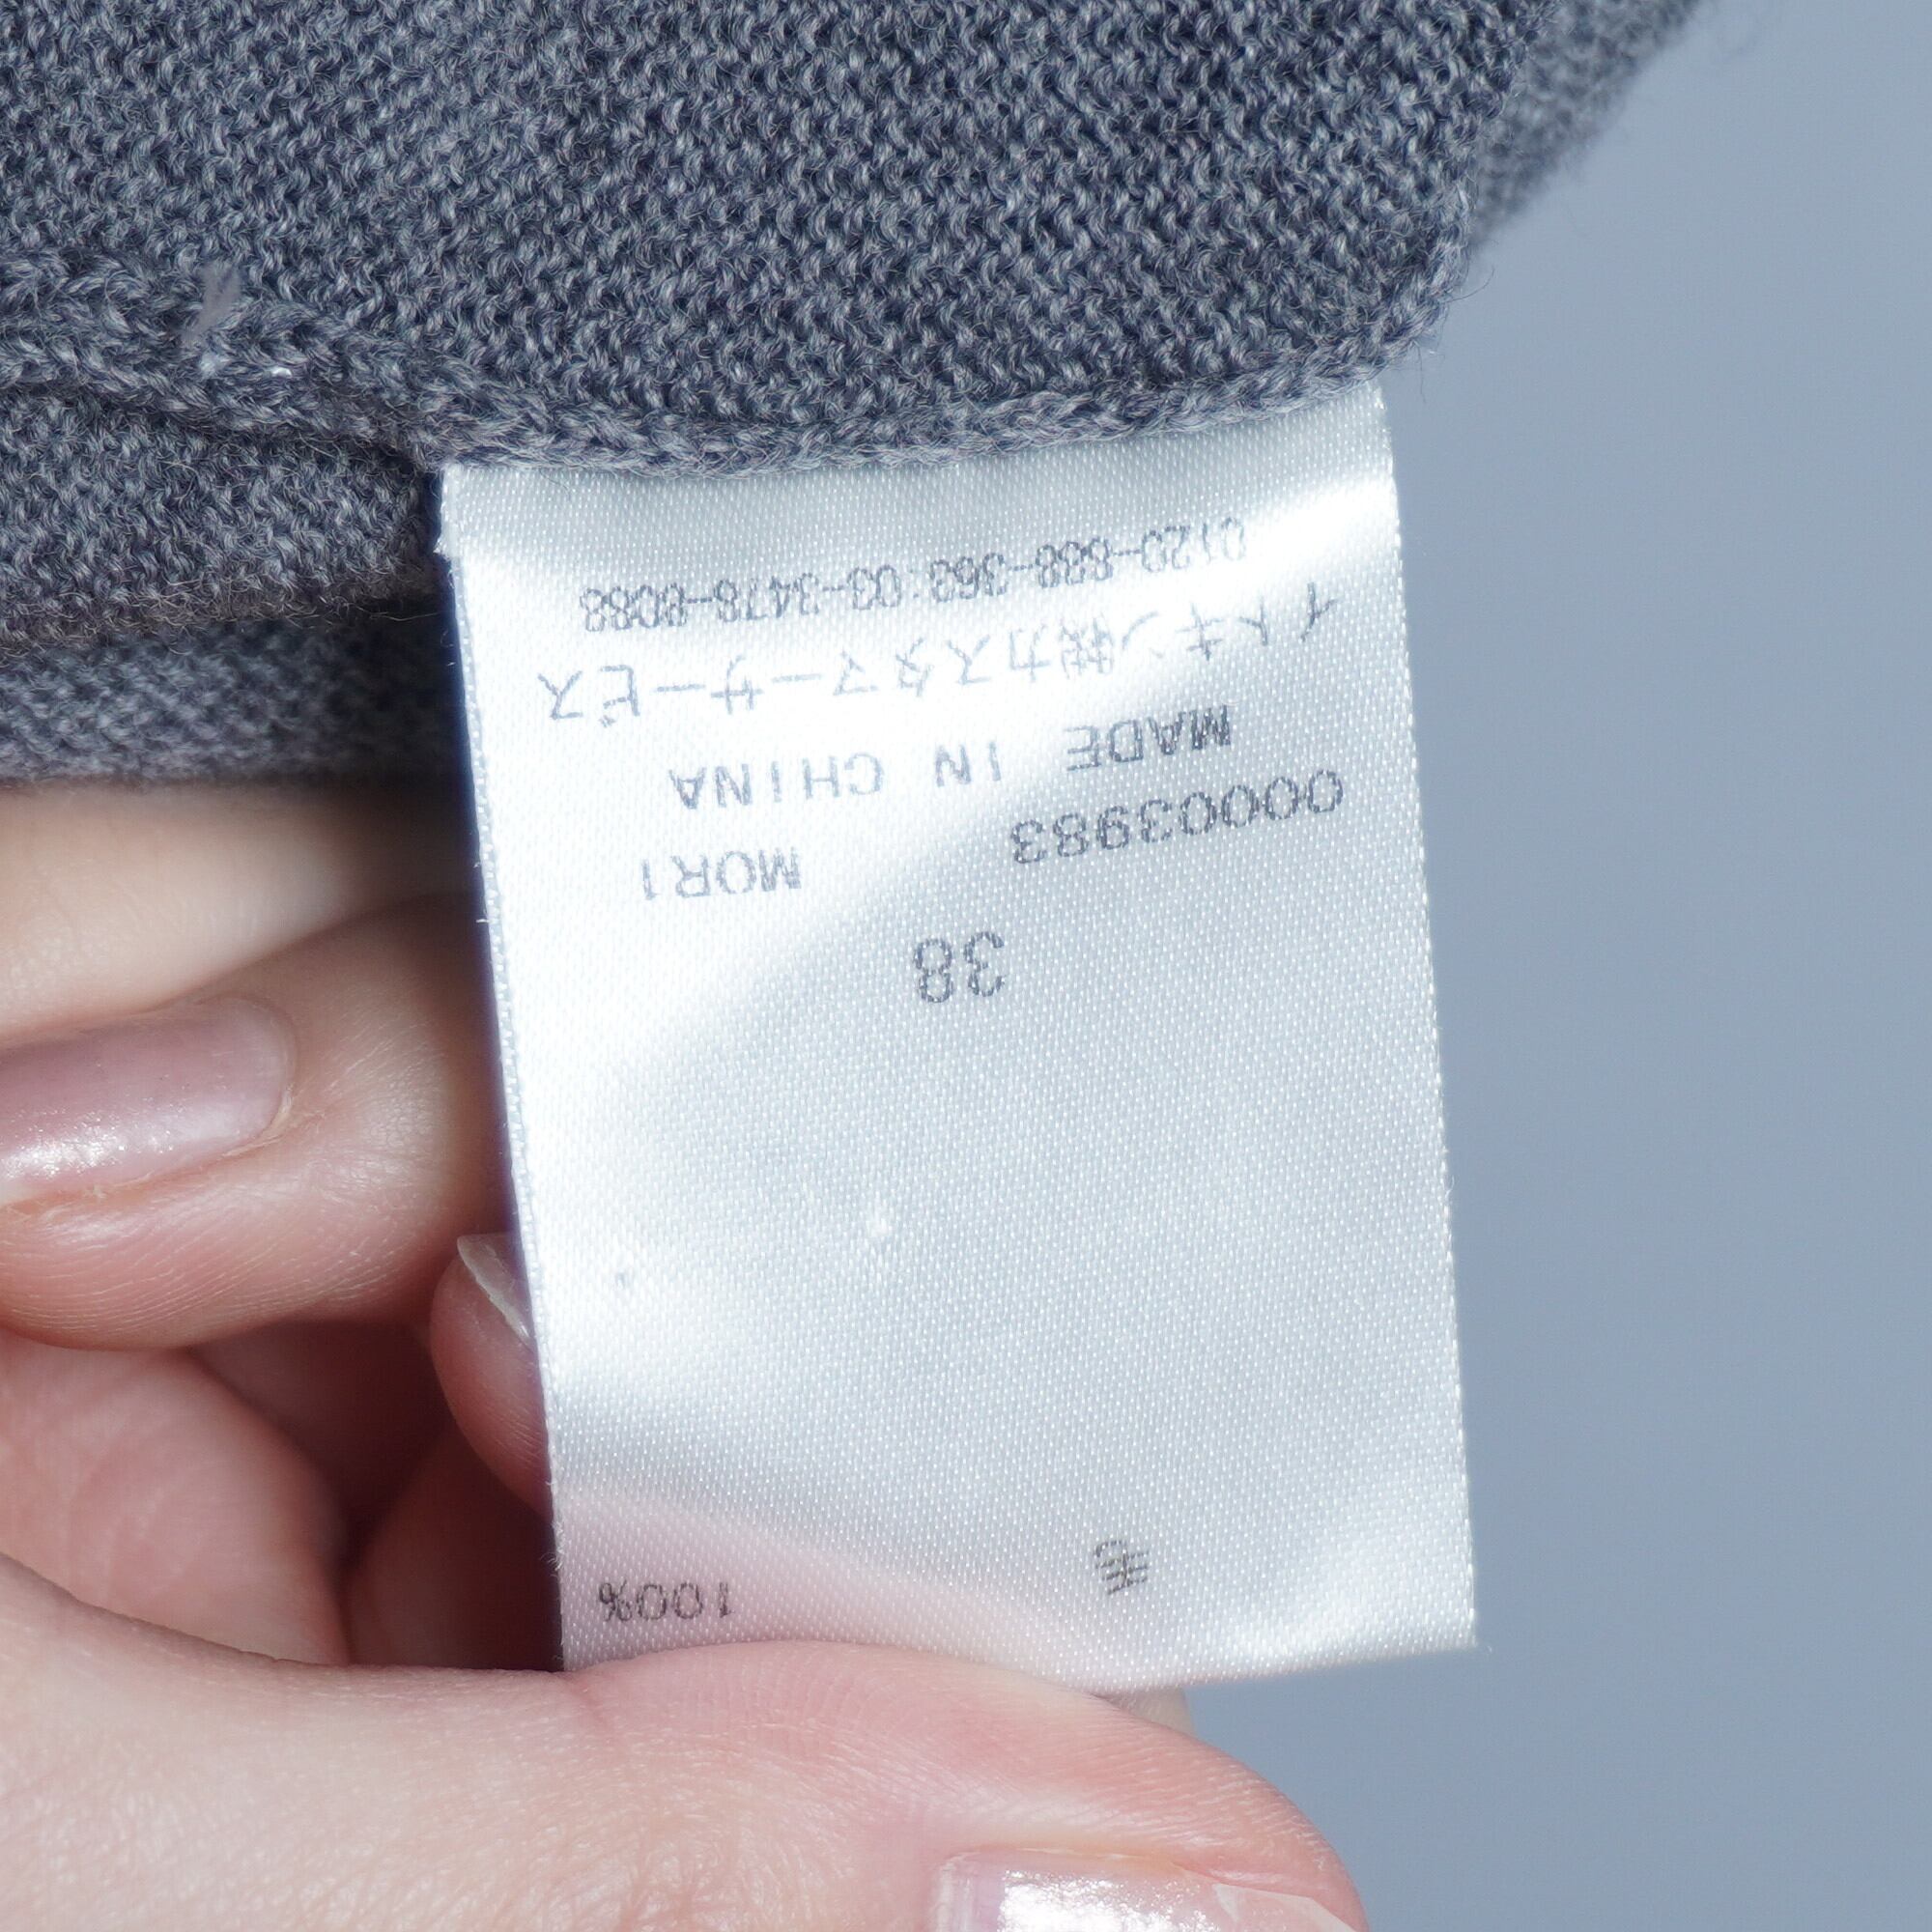 毛 100%
38
00003983 MOR1
MADE IN CHINA
イトキン㈱カスタマーサービス
0120-888-363:03-3478-8088